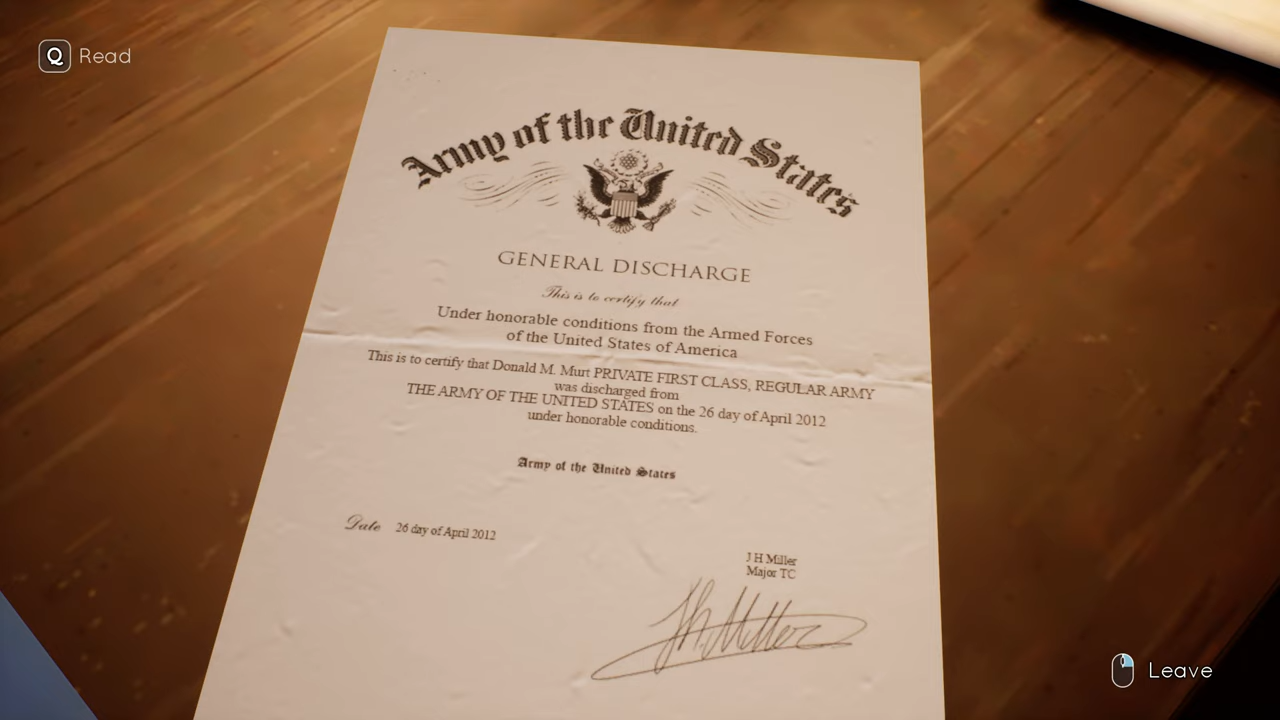 Q Read
Army of the United States
GENERAL DISCHARGE
This is to certify that
Under honorable conditions from the Armed Forces
of the United States of America
This is to certify that Donald M. Murt PRIVATE FIRST CLASS, REGULAR ARMY
was discharged from
THE ARMY OF THE UNITED STATES on the 26 day of April 2012
under honorable conditions.
Army of the United States
Date 26 day of April 2012
J H Miller
Major TC
J h. Miller
Leave